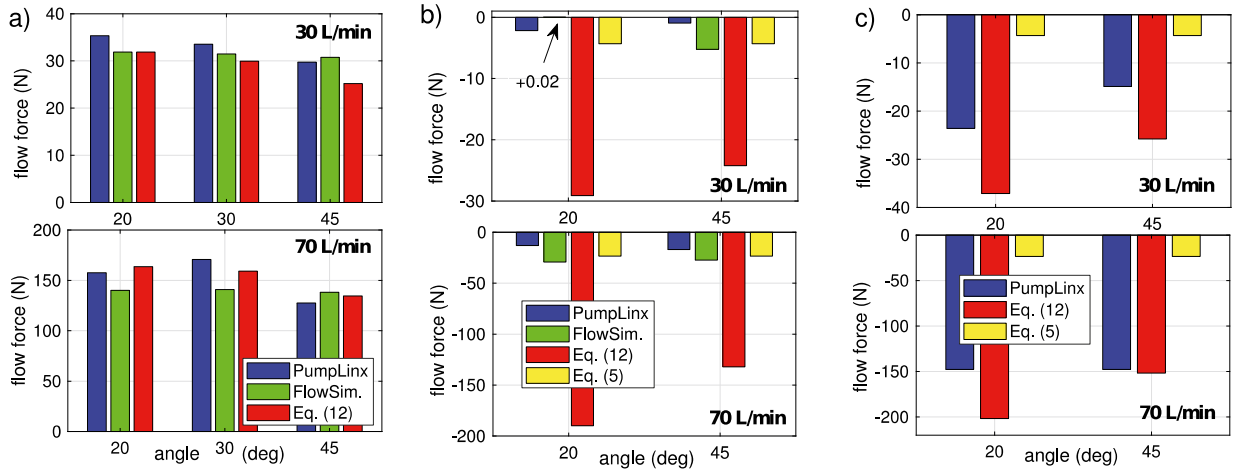 a)
30 L/min
flow force (N)
40
30
20
10
0
20
30
45
70 L/min
flow force (N)
200
150
100
50
0
PumpLinx
FlowSim.
Eq. (12)
20
30
45
angle (deg)
b)
flow force (N)
0
-10
-20
-30
+0.02
30 L/min
20
45
flow force (N)
0
-50
-100
-150
-200
PumpLinx
FlowSim.
Eq. (12)
Eq. (5)
70 L/min
20
45
angle (deg)
c)
flow force (N)
0
-10
-20
-30
-40
30 L/min
20
45
flow force (N)
0
-50
-100
-150
-200
PumpLinx
Eq. (12)
Eq. (5)
70 L/min
20
45
angle (deg)